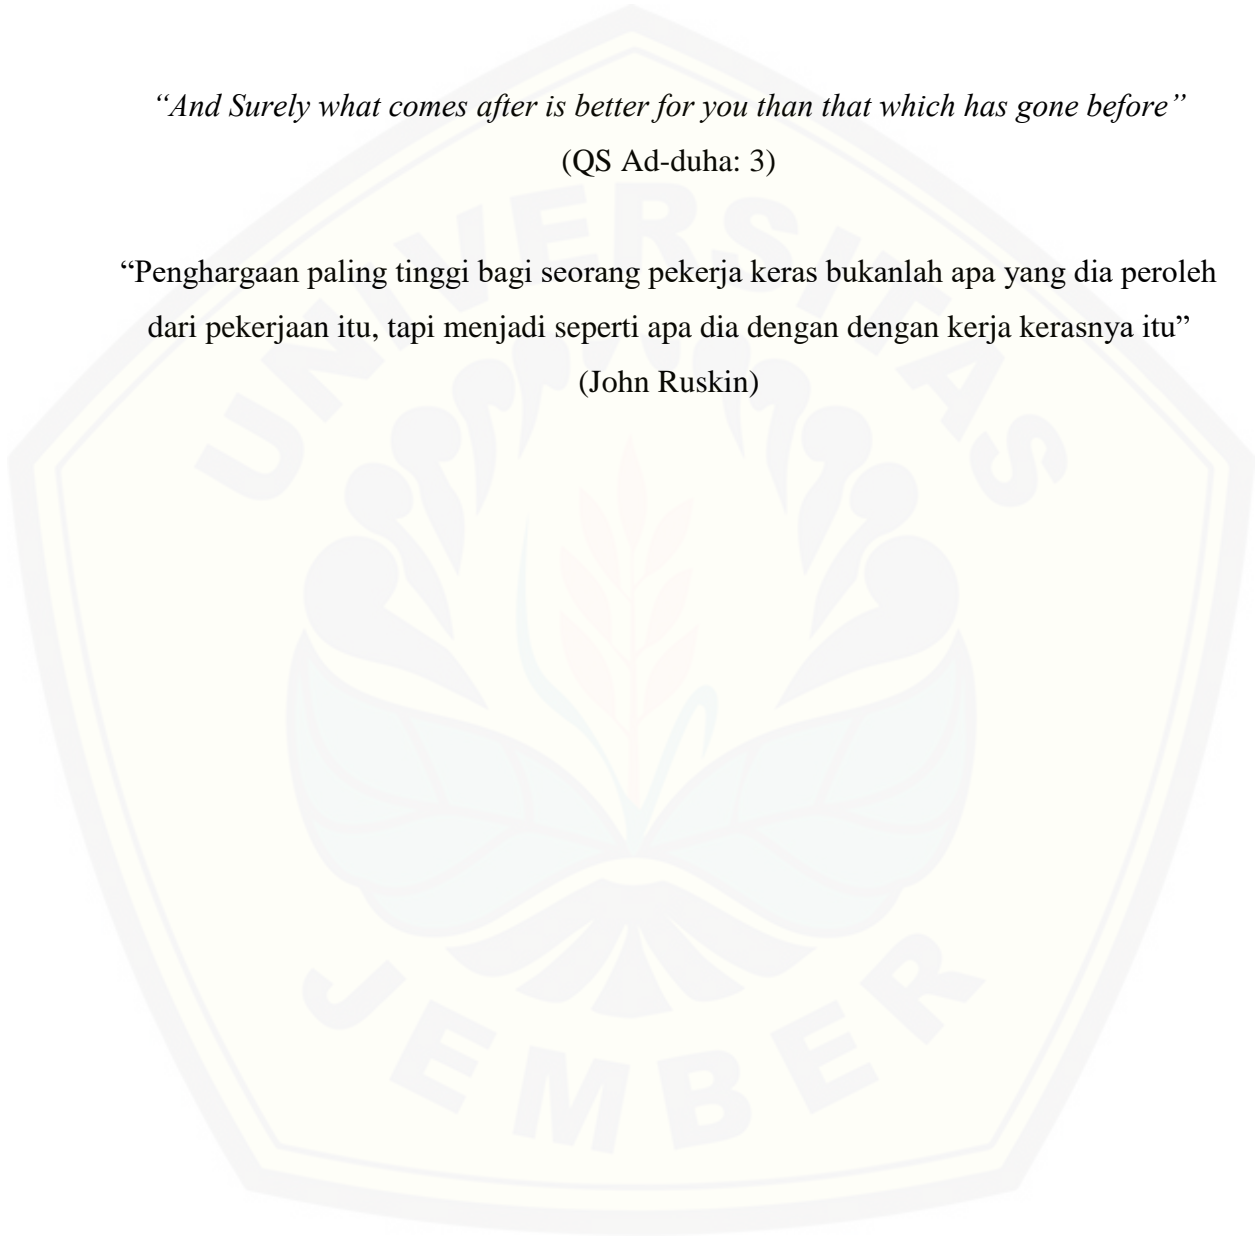 “And Surely what comes after is better for you than that which has gone before”
(QS Ad-duha: 3)
“Penghargaan paling tinggi bagi seorang pekerja keras bukanlah apa yang dia peroleh
dari pekerjaan itu, tapi menjadi seperti apa dia dengan dengan kerja kerasnya itu”
(John Ruskin)
UNIVERSITAS
JEMBER